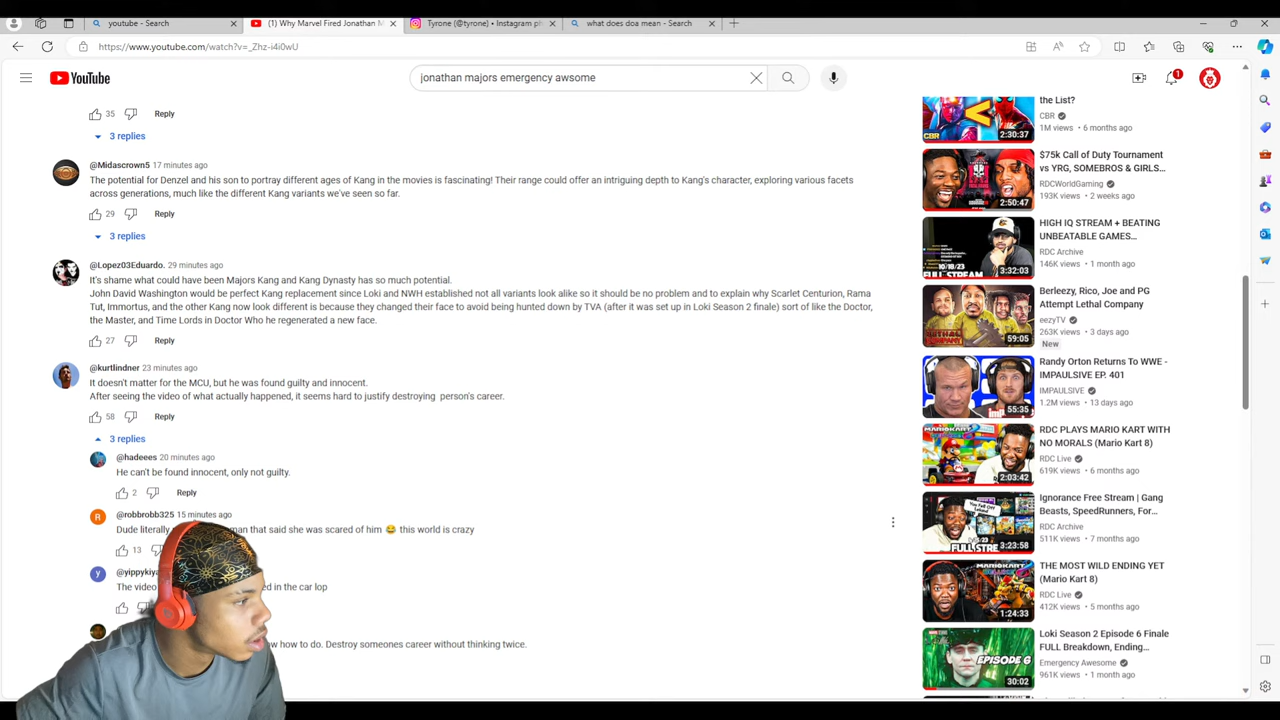 youtube - Search
(1) Why Marvel Fired Jonathan M
Tyrone (@tyrone) • Instagram ph
what does doa mean - Search
https://www.youtube.com/watch?v=_Zhz-i4i0wU
YouTube
jonathan majors emergency awsome
1
35
Reply
3 replies
@Midascrown5 17 minutes ago
The potential for Denzel and his son to portray different ages of Kang in the movies is fascinating! Their range could offer an intriguing depth to Kang's character, exploring various facets
across generations, much like the different Kang variants we've seen so far.
29
Reply
3 replies
@Lopez03Eduardo. 29 minutes ago
It's shame what could have been Majors Kang and Kang Dynasty has so much potential.
John David Washington would be perfect Kang replacement since Loki and NWH established not all variants look alike so it should be no problem and to explain why Scarlet Centurion, Rama
Tut, Immortus, and the other Kang now look different is because they changed their face to avoid being hunted down by TVA (after it was set up in Loki Season 2 finale) sort of like the Doctor,
the Master, and Time Lords in Doctor Who he regenerated a new face.
27
Reply
@kurtlindner 23 minutes ago
It doesn't matter for the MCU, but he was found guilty and innocent.
After seeing the video of what actually happened, it seems hard to justify destroying person's career.
58
Reply
3 replies
@hadeees 20 minutes ago
He can't be found innocent, only not guilty.
2
Reply
R
@robbrobb325 15 minutes ago
Dude literally man that said she was scared of him 😂 this world is crazy
13
y
The video ed in the car lop
how to do. Destroy someones career without thinking twice.
the List?
CBR
1M views • 6 months ago
CBR
2:30:37
$75k Call of Duty Tournament
vs YRG, SOMEBROS & GIRLS...
RDCWorldGaming
193K views • 2 weeks ago
2:50:47
HIGH IQ STREAM + BEATING
UNBEATABLE GAMES...
RDC Archive
146K views • 1 month ago
10/18/23
FULL STREAM
3:32:03
Berleezy, Rico, Joe and PG
Attempt Lethal Company
eezyTV
263K views • 3 days ago
New
59:05
Randy Orton Returns To WWE -
IMPAULSIVE EP. 401
IMPAULSIVE
1.2M views • 13 days ago
55:35
RDC PLAYS MARIO KART WITH
NO MORALS (Mario Kart 8)
RDC Live
619K views • 6 months ago
2:03:42
Ignorance Free Stream | Gang
Beasts, SpeedRunners, For...
RDC Archive
511K views • 7 months ago
FULL STRE
3:23:58
THE MOST WILD ENDING YET
(Mario Kart 8)
RDC Live
412K views • 5 months ago
1:24:33
Loki Season 2 Episode 6 Finale
FULL Breakdown, Ending...
Emergency Awesome
961K views • 1 month ago
EPISODE 6
30:02